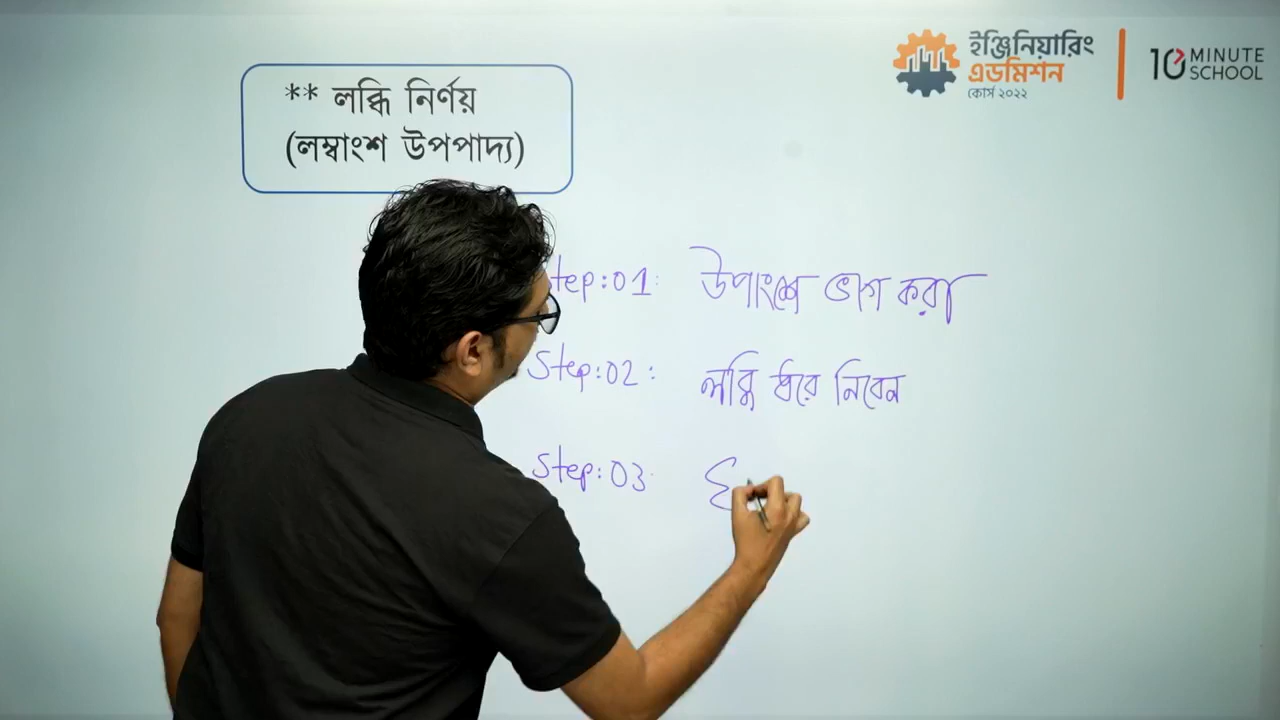 ** লব্ধি নির্ণয়
(লম্বাংশ উপপাদ্য)
ইঞ্জিনিয়ারিং
এডমিশন
কোর্স ২০২২
10 MINUTE
SCHOOL
Step:01: উপাংশে ভাগ করা
Step:02: লব্ধি ধরে নিবেন
Step:03: Σ